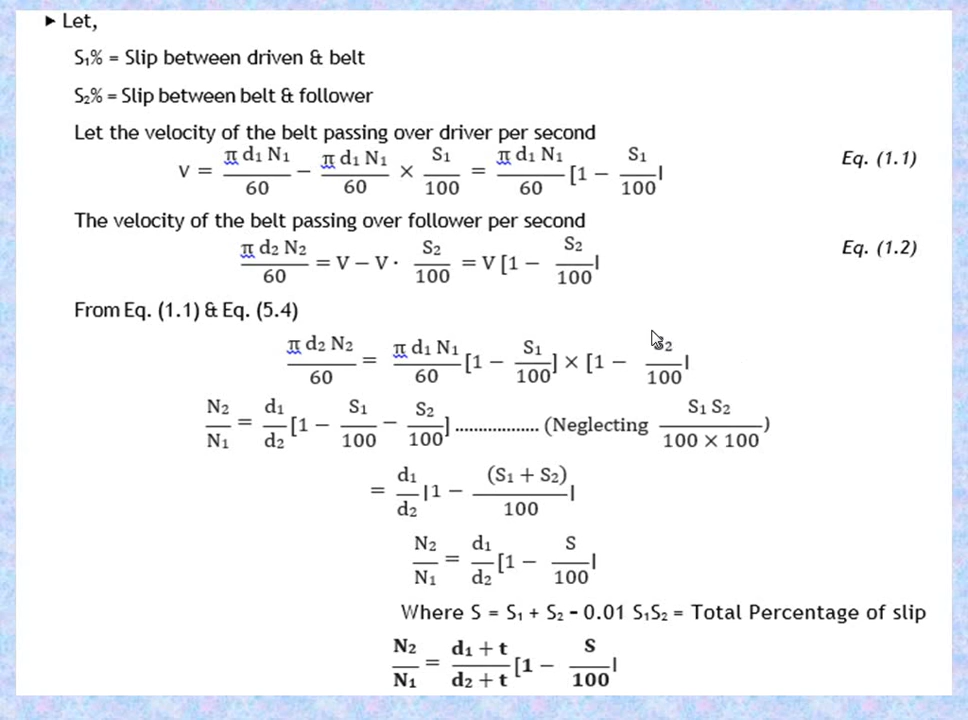 ► Let,
S₁% = Slip between driven & belt
S₂% = Slip between belt & follower
Let the velocity of the belt passing over driver per second
V = π d₁ N₁ / 60 − π d₁ N₁ / 60 × S₁ / 100 = π d₁ N₁ / 60 [1 − S₁ / 100] Eq. (1.1)
The velocity of the belt passing over follower per second
π d₂ N₂ / 60 = V − V · S₂ / 100 = V [1 − S₂ / 100] Eq. (1.2)
From Eq. (1.1) & Eq. (5.4)
π d₂ N₂ / 60 = π d₁ N₁ / 60 [1 − S₁ / 100] × [1 − S₂ / 100]
N₂ / N₁ = d₁ / d₂ [1 − S₁ / 100 − S₂ / 100] .................. (Neglecting S₁ S₂ / 100 × 100)
= d₁ / d₂ [1 − (S₁ + S₂) / 100]
N₂ / N₁ = d₁ / d₂ [1 − S / 100]
Where S = S₁ + S₂ - 0.01 S₁S₂ = Total Percentage of slip
N₂ / N₁ = d₁ + t / d₂ + t [1 − S / 100]